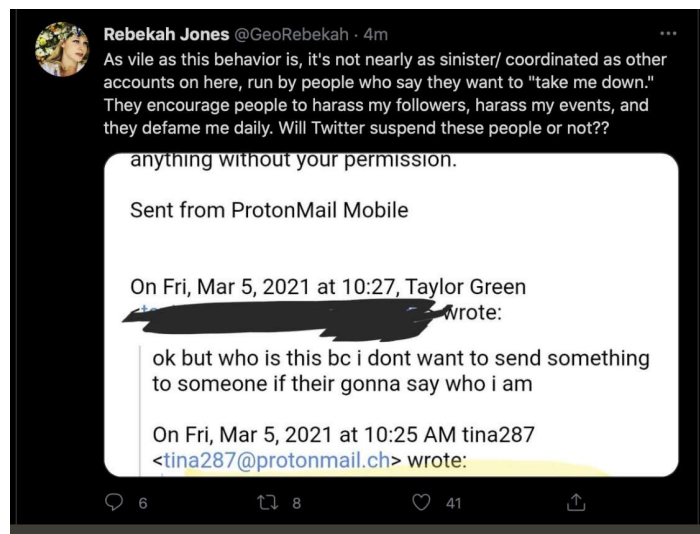 Rebekah Jones @GeoRebekah · 4m
As vile as this behavior is, it's not nearly as sinister/ coordinated as other
accounts on here, run by people who say they want to "take me down."
They encourage people to harass my followers, harass my events, and
they defame me daily. Will Twitter suspend these people or not??
anything without your permission.
Sent from ProtonMail Mobile
On Fri, Mar 5, 2021 at 10:27, Taylor Green
wrote:
ok but who is this bc i dont want to send something
to someone if their gonna say who i am
On Fri, Mar 5, 2021 at 10:25 AM tina287
<tina287@protonmail.ch> wrote:
6 8 41